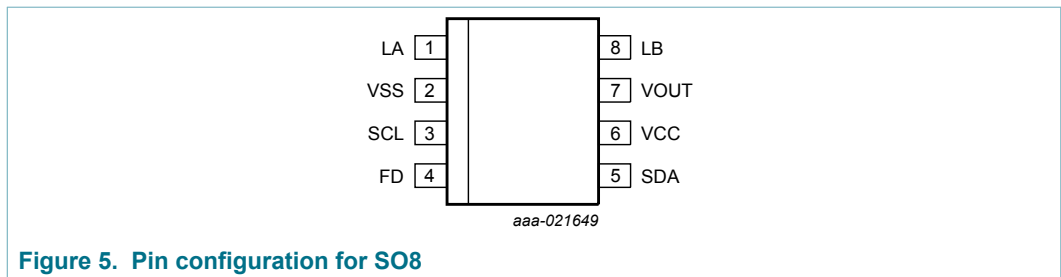 LA 1 8 LB
VSS 2 7 VOUT
SCL 3 6 VCC
FD 4 5 SDA
aaa-021649
Figure 5. Pin configuration for SO8